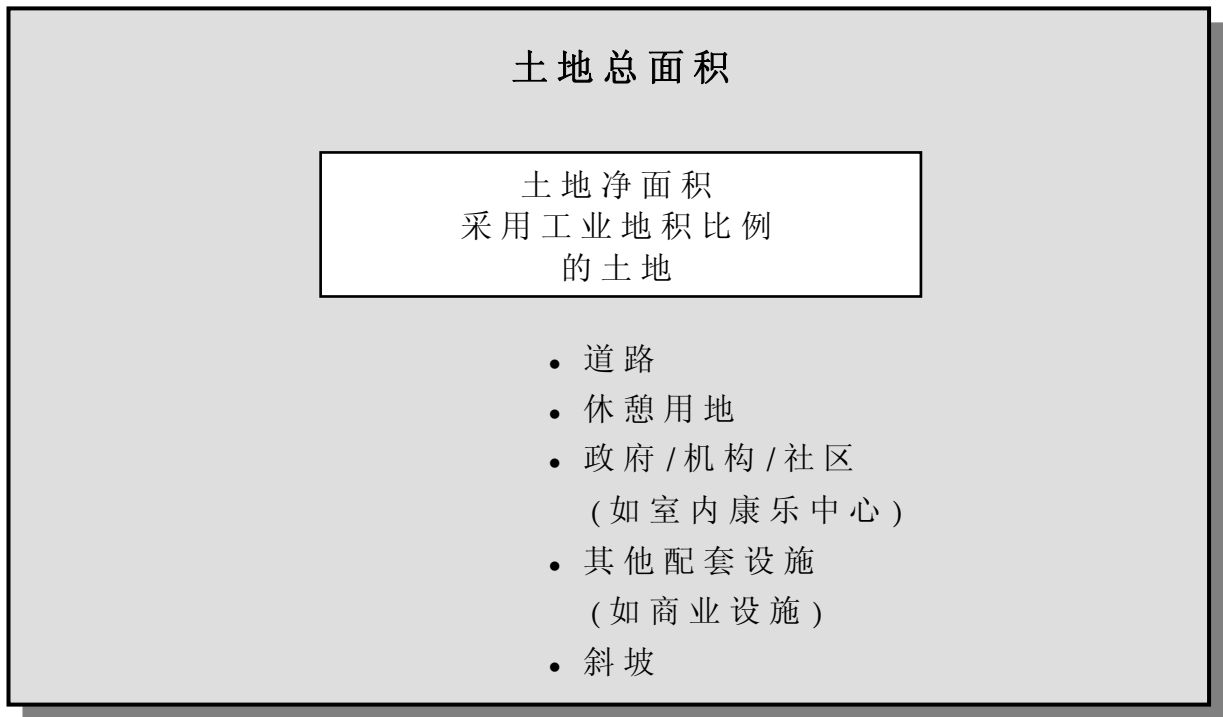 土地总面积
土地净面积
采用工业地积比例
的土地
• 道路
• 休憩用地
• 政府/机构/社区
(如室内康乐中心)
• 其他配套设施
(如商业设施)
• 斜坡